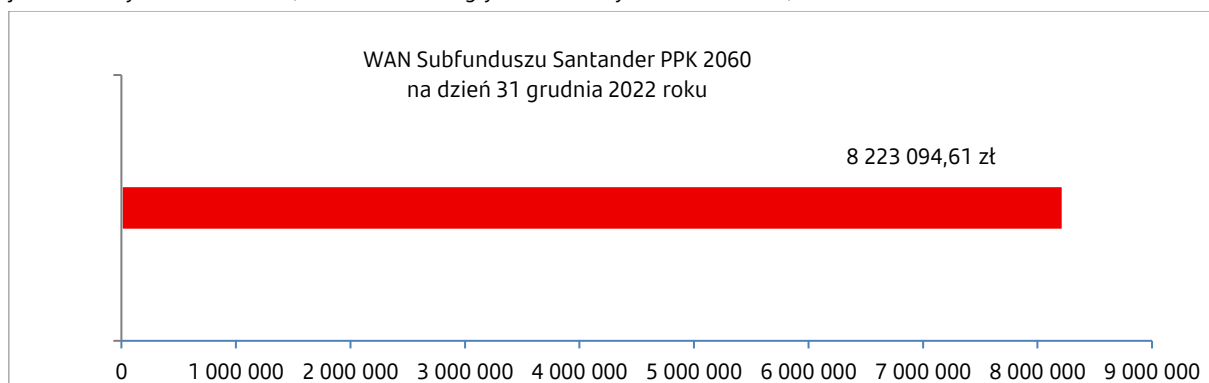 WAN Subfunduszu Santander PPK 2060
na dzień 31 grudnia 2022 roku
8 223 094,61 zł
0 1 000 000 2 000 000 3 000 000 4 000 000 5 000 000 6 000 000 7 000 000 8 000 000 9 000 000